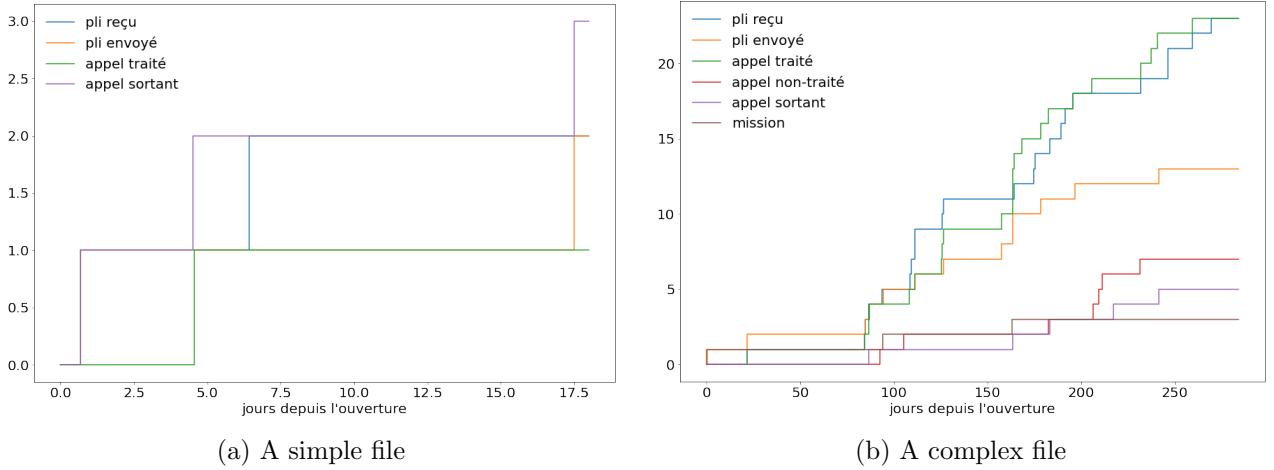 3.0
2.5
2.0
1.5
1.0
0.5
0.0
pli reçu
pli envoyé
appel traité
appel sortant
0.0 2.5 5.0 7.5 10.0 12.5 15.0 17.5
jours depuis l'ouverture
(a) A simple file
20
15
10
5
0
pli reçu
pli envoyé
appel traité
appel non-traité
appel sortant
mission
0 50 100 150 200 250
jours depuis l'ouverture
(b) A complex file